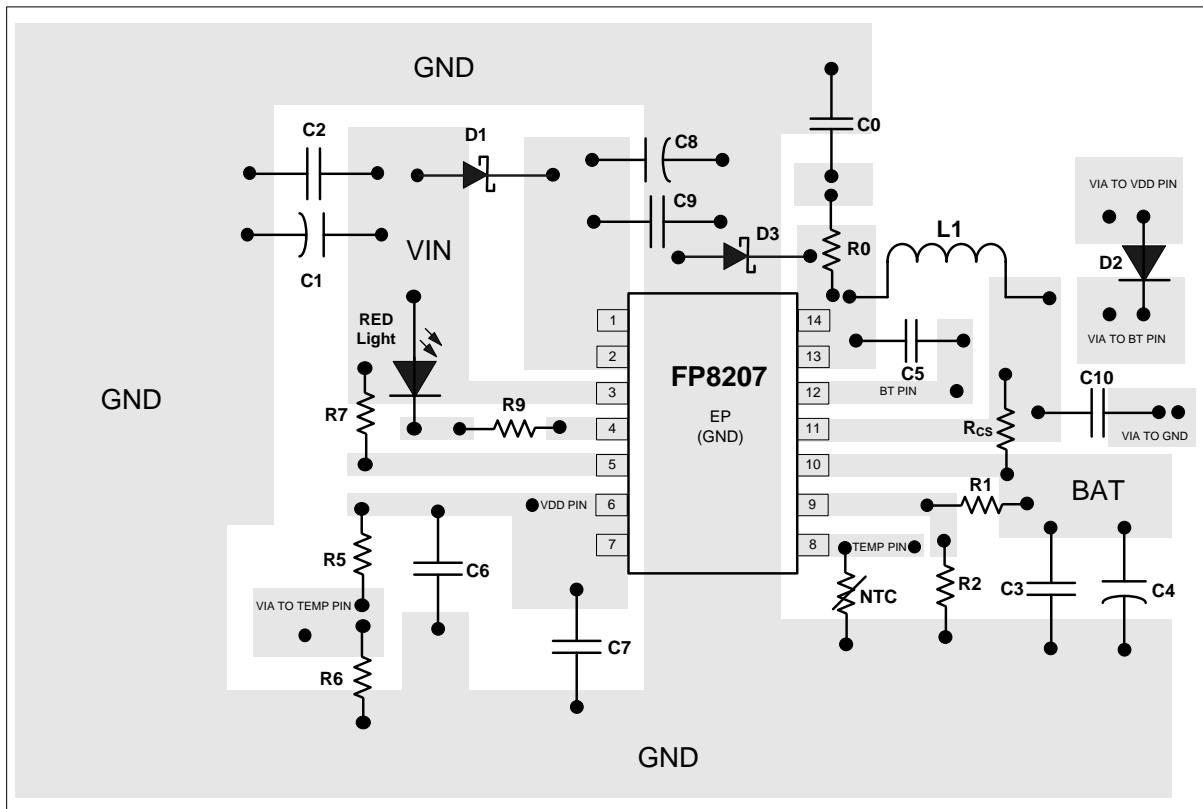 GND
C2
D1
C8
C0
C9
VIA TO VDD PIN
C1
VIN
D3
R0
L1
D2
RED
Light
1
14
VIA TO BT PIN
2
13
FP8207
C5
R7
3
12
BT PIN
C10
GND
EP
(GND)
R9
4
11
RCS
VIA TO GND
5
10
R1
BAT
VDD PIN
6
9
7
8
TEMP PIN
R5
C6
R2
NTC
C3
C4
VIA TO TEMP PIN
C7
R6
GND